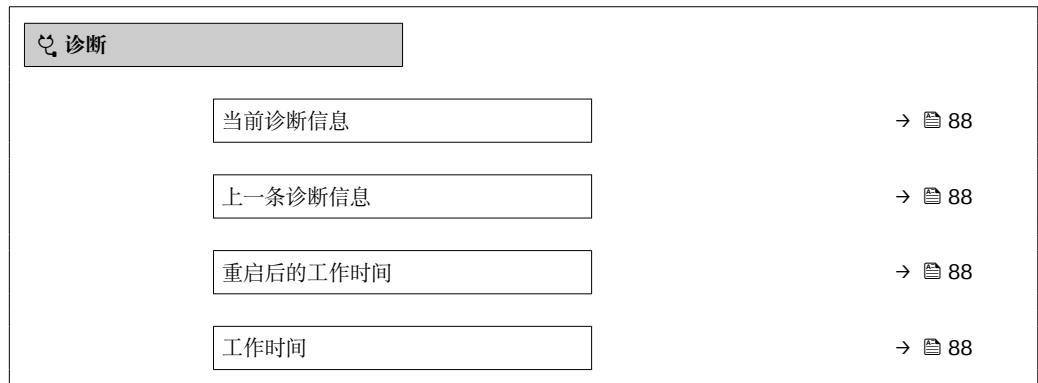 诊断
当前诊断信息 → 88
上一条诊断信息 → 88
重启后的工作时间 → 88
工作时间 → 88